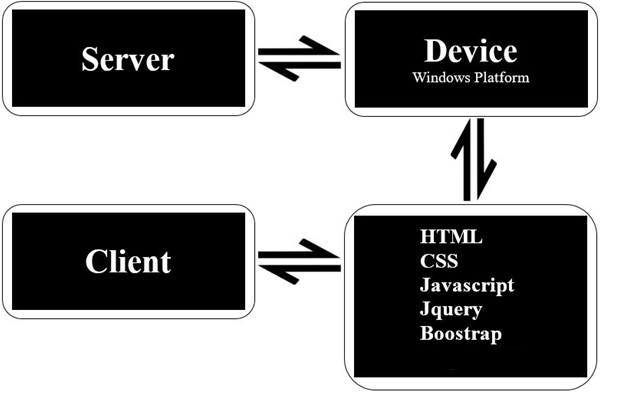 Server
Device
Windows Platform
Client
HTML
CSS
Javascript
Jquery
Boostrap